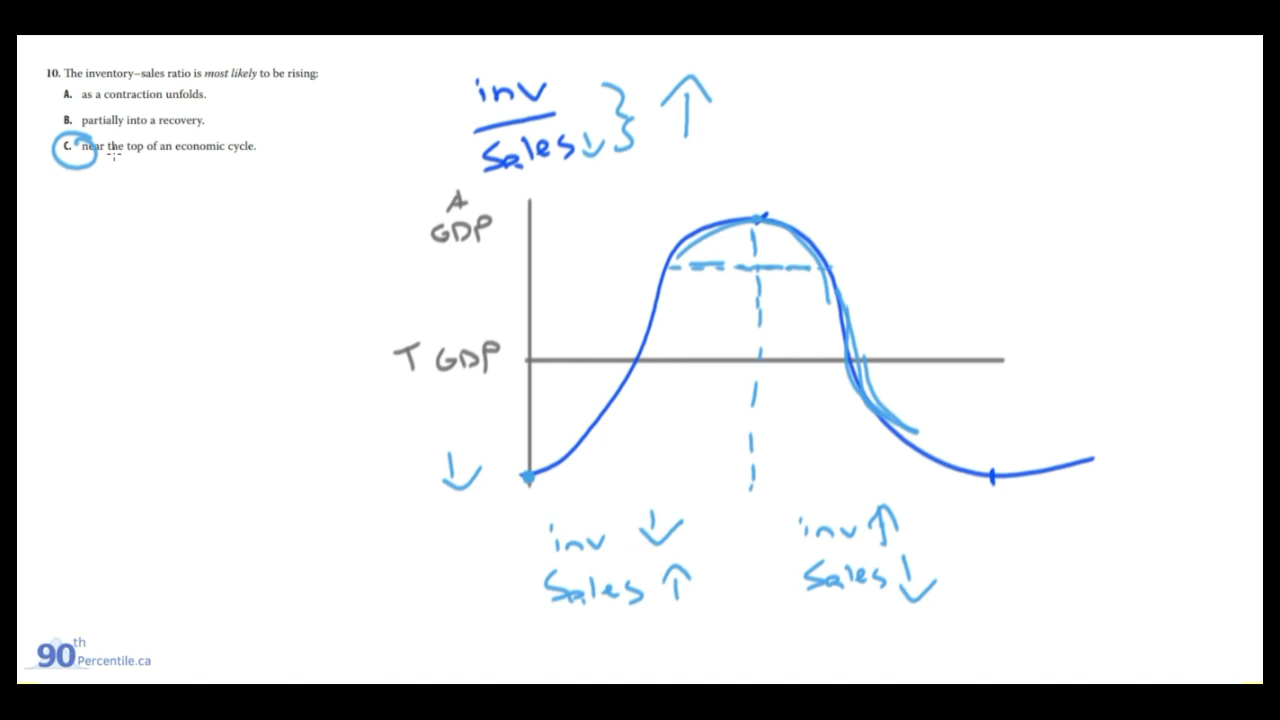 10. The inventory–sales ratio is most likely to be rising:
A. as a contraction unfolds.
B. partially into a recovery.
C. near the top of an economic cycle.
inv
Sales ↓ } ↑
A
GDP
T GDP
↓
inv ↓
Sales ↑
inv ↑
Sales ↓
90th
Percentile.ca